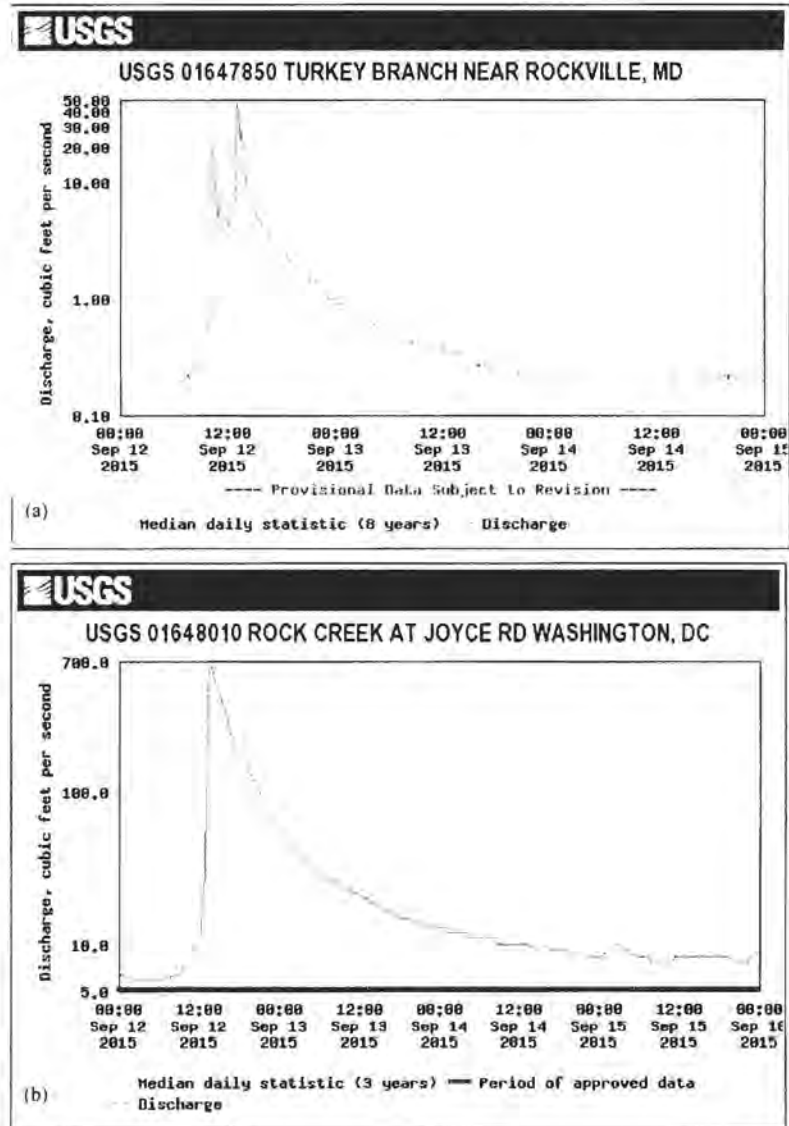 USGS
USGS 01647850 TURKEY BRANCH NEAR ROCKVILLE, MD
Discharge, cubic feet per second
50.00
40.00
30.00
20.00
10.00
1.00
0.10
00:00 12:00 00:00 12:00 00:00 12:00 00:00
Sep 12 Sep 12 Sep 13 Sep 13 Sep 14 Sep 14 Sep 15
2015 2015 2015 2015 2015 2015 2015
---- Provisional Data Subject to Revision ----
(a)
Median daily statistic (8 years) Discharge
USGS
USGS 01648010 ROCK CREEK AT JOYCE RD WASHINGTON, DC
Discharge, cubic feet per second
700.0
100.0
10.0
5.0
00:00 12:00 00:00 12:00 00:00 12:00 00:00 12:00 00:00
Sep 12 Sep 12 Sep 13 Sep 13 Sep 14 Sep 14 Sep 15 Sep 15 Sep 16
2015 2015 2015 2015 2015 2015 2015 2015 2015
(b)
Median daily statistic (3 years) Period of approved data
Discharge